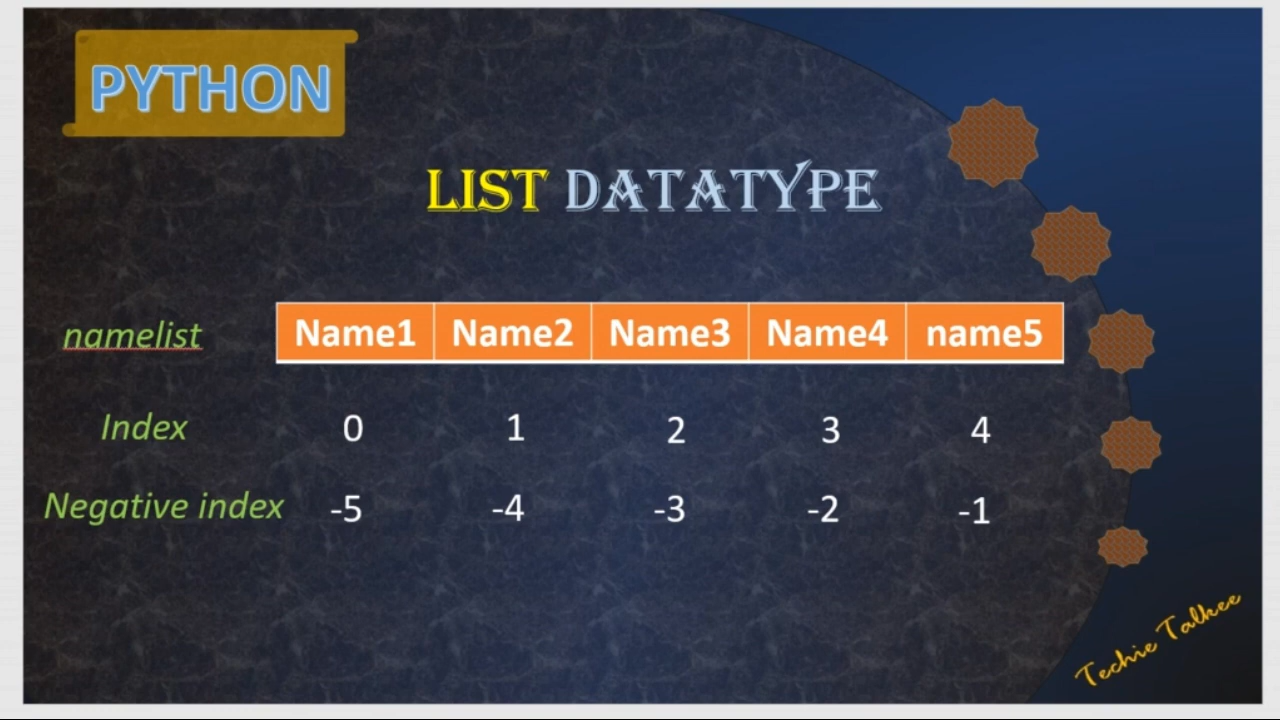 PYTHON
LIST DATATYPE
namelist Name1 Name2 Name3 Name4 name5
Index 0 1 2 3 4
Negative index -5 -4 -3 -2 -1
Techie Talkee